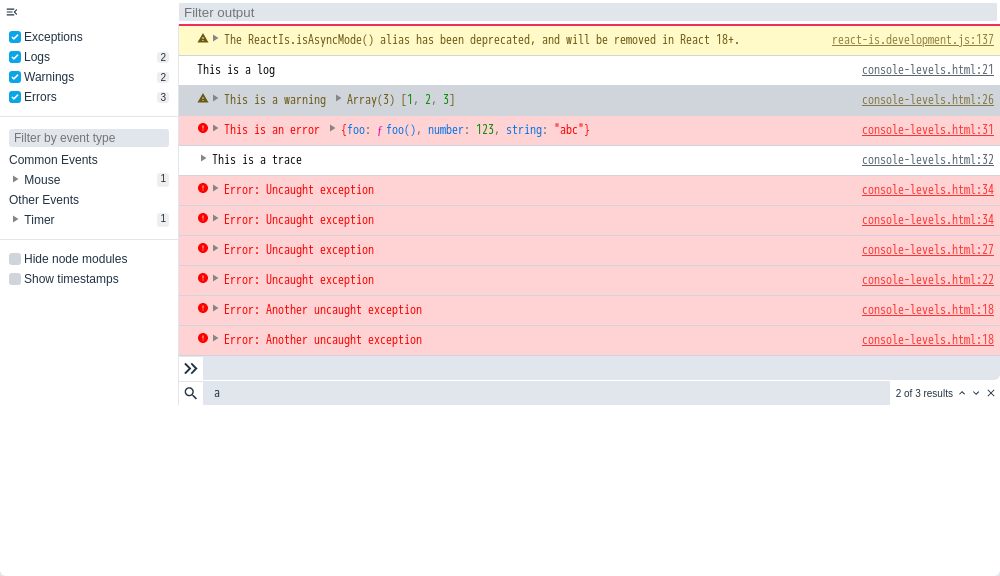 Filter output
Exceptions
Logs 2
Warnings 2
Errors 3
Filter by event type
Common Events
Mouse 1
Other Events
Timer 1
Hide node modules
Show timestamps
The ReactIs.isAsyncMode() alias has been deprecated, and will be removed in React 18+. react-is.development.js:137
This is a log console-levels.html:21
This is a warning Array(3) [1, 2, 3] console-levels.html:26
This is an error {foo: ƒ foo(), number: 123, string: "abc"} console-levels.html:31
This is a trace console-levels.html:32
Error: Uncaught exception console-levels.html:34
Error: Uncaught exception console-levels.html:34
Error: Uncaught exception console-levels.html:27
Error: Uncaught exception console-levels.html:22
Error: Another uncaught exception console-levels.html:18
Error: Another uncaught exception console-levels.html:18
a 2 of 3 results